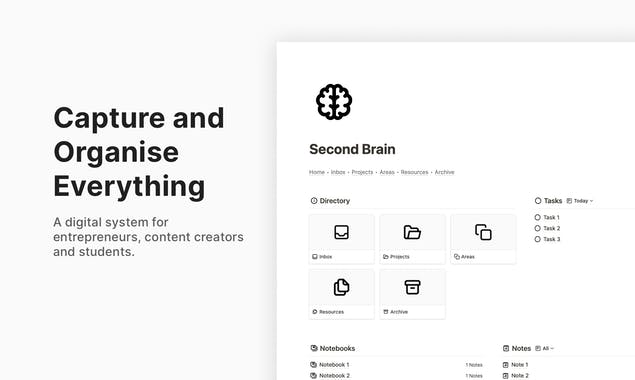 Capture and
Organise
Everything
A digital system for
entrepreneurs, content creators
and students.
Second Brain
Home • Inbox • Projects • Areas • Resources • Archive
Directory
Inbox
Projects
Areas
Resources
Archive
Tasks Today
Task 1
Task 2
Task 3
Notebooks
Notebook 1 1 Notes
Notebook 2 1 Notes
Notes All
Note 1
Note 2